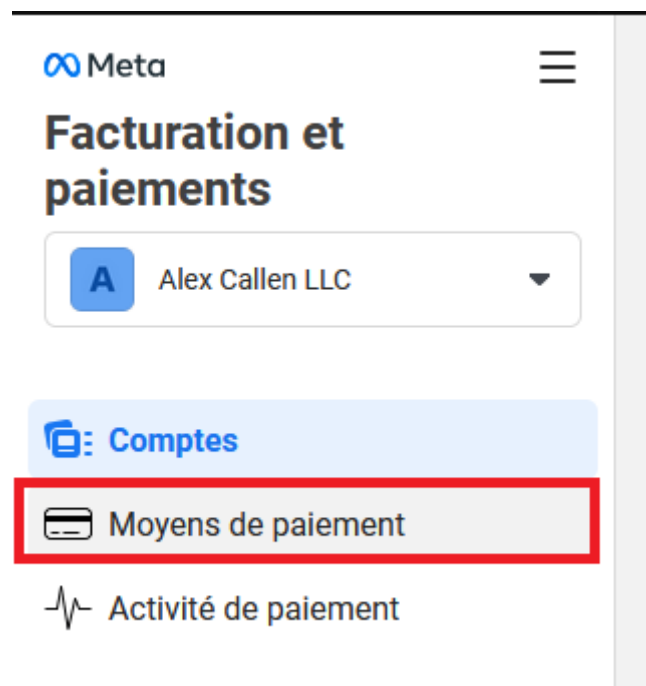 Meta
Facturation et
paiements
A Alex Callen LLC
Comptes
Moyens de paiement
Activité de paiement